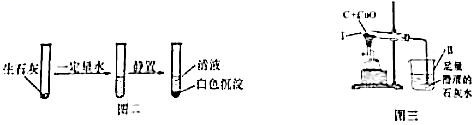 生石灰 一定量水 静置 清液
白色沉淀
图二
C+CuO
I
B
足量
澄清的
石灰水
图三